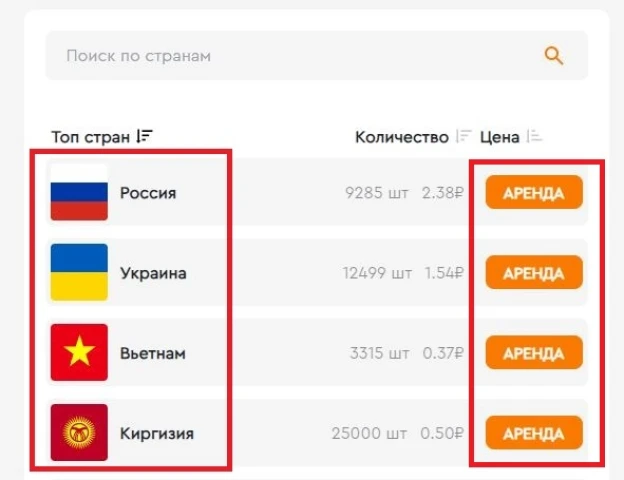 Поиск по странам
Топ стран Количество Цена
Россия 9285 шт 2.38₽ АРЕНДА
Украина 12499 шт 1.54₽ АРЕНДА
Вьетнам 3315 шт 0.37₽ АРЕНДА
Киргизия 25000 шт 0.50₽ АРЕНДА